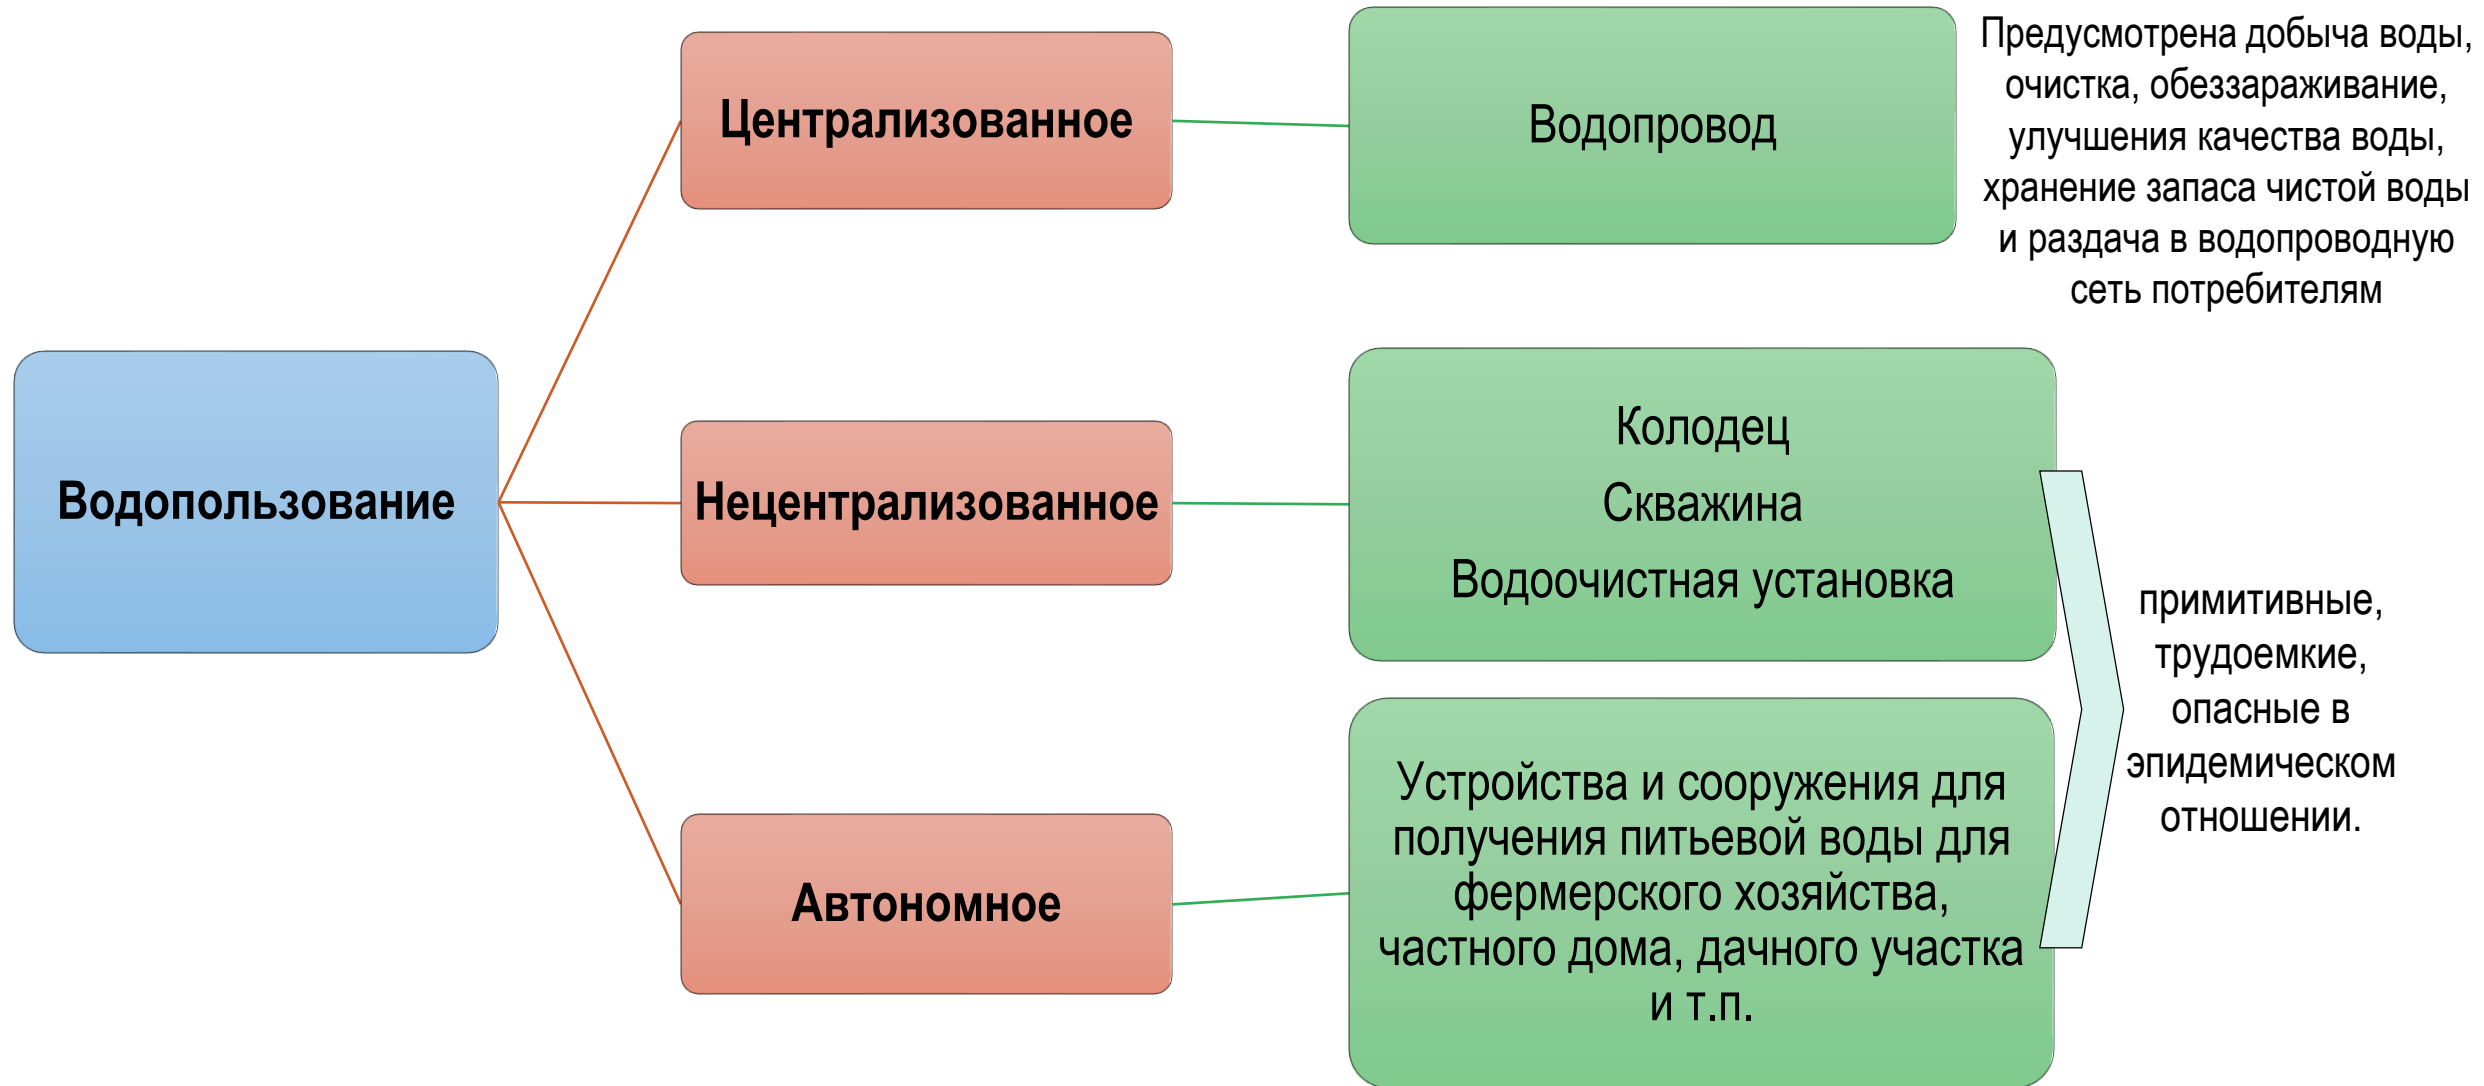 Водопользование
Централизованное
Водопровод
Предусмотрена добыча воды,
очистка, обеззараживание,
улучшения качества воды,
хранение запаса чистой воды
и раздача в водопроводную
сеть потребителям
Нецентрализованное
Колодец
Скважина
Водоочистная установка
Автономное
Устройства и сооружения для
получения питьевой воды для
фермерского хозяйства,
частного дома, дачного участка
и т.п.
примитивные,
трудоемкие,
опасные в
эпидемическом
отношении.